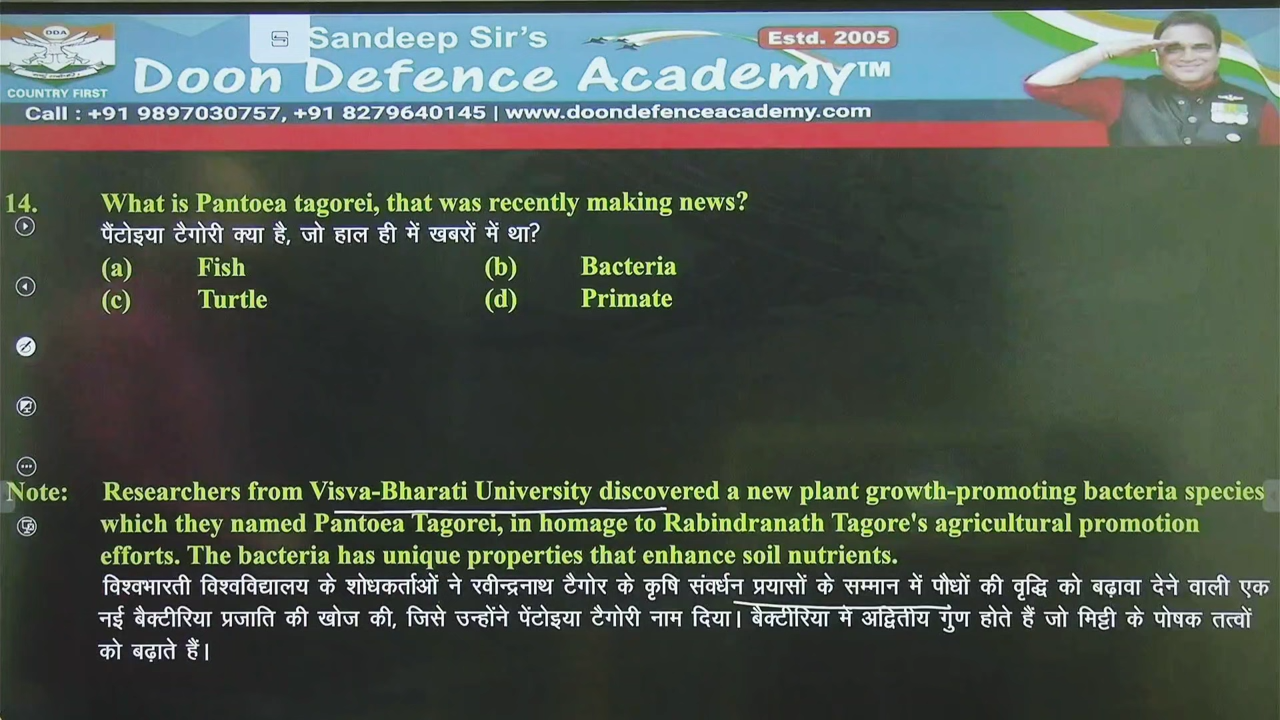 DDA
COUNTRY FIRST
Sandeep Sir's
Estd. 2005
Doon Defence Academy™
Call : +91 9897030757, +91 8279640145 | www.doondefenceacademy.com
14. What is Pantoea tagorei, that was recently making news?
पैंटोइया टैगोरी क्या है, जो हाल ही में खबरों में था?
(a) Fish (b) Bacteria
(c) Turtle (d) Primate
Note: Researchers from Visva-Bharati University discovered a new plant growth-promoting bacteria species
which they named Pantoea Tagorei, in homage to Rabindranath Tagore's agricultural promotion
efforts. The bacteria has unique properties that enhance soil nutrients.
विश्वभारती विश्वविद्यालय के शोधकर्ताओं ने रवीन्द्रनाथ टैगोर के कृषि संवर्धन प्रयासों के सम्मान में पौधों की वृद्धि को बढ़ावा देने वाली एक
नई बैक्टीरिया प्रजाति की खोज की, जिसे उन्होंने पेंटोइया टैगोरी नाम दिया। बैक्टीरिया में अद्वितीय गुण होते हैं जो मिट्टी के पोषक तत्वों
को बढ़ाते हैं।